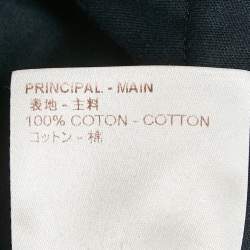 PRINCIPAL - MAIN
表地 - 主料
100% COTON - COTTON
コットン - 棉